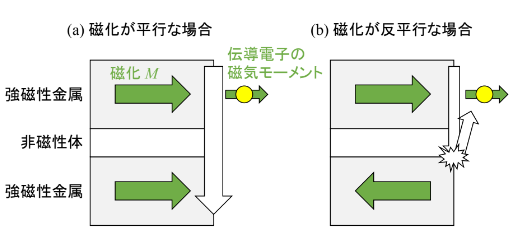 (a) 磁化が平行な場合
(b) 磁化が反平行な場合
伝導電子の
磁気モーメント
磁化 M
強磁性金属
非磁性体
強磁性金属